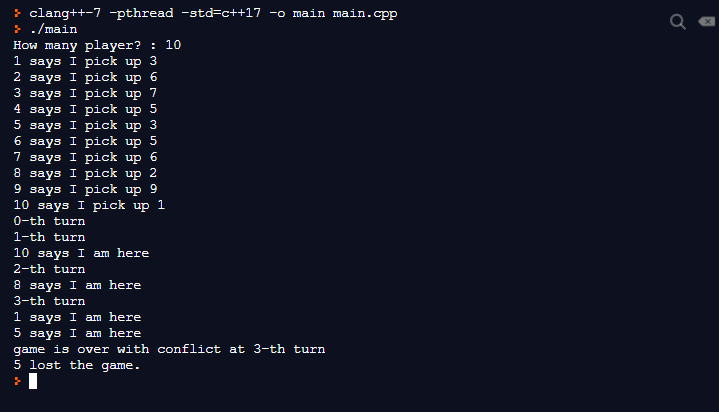 > clang++-7 -pthread -std=c++17 -o main main.cpp
> ./main
How many player? : 10
1 says I pick up 3
2 says I pick up 6
3 says I pick up 7
4 says I pick up 5
5 says I pick up 3
6 says I pick up 5
7 says I pick up 6
8 says I pick up 2
9 says I pick up 9
10 says I pick up 1
0-th turn
1-th turn
10 says I am here
2-th turn
8 says I am here
3-th turn
1 says I am here
5 says I am here
game is over with conflict at 3-th turn
5 lost the game.
>